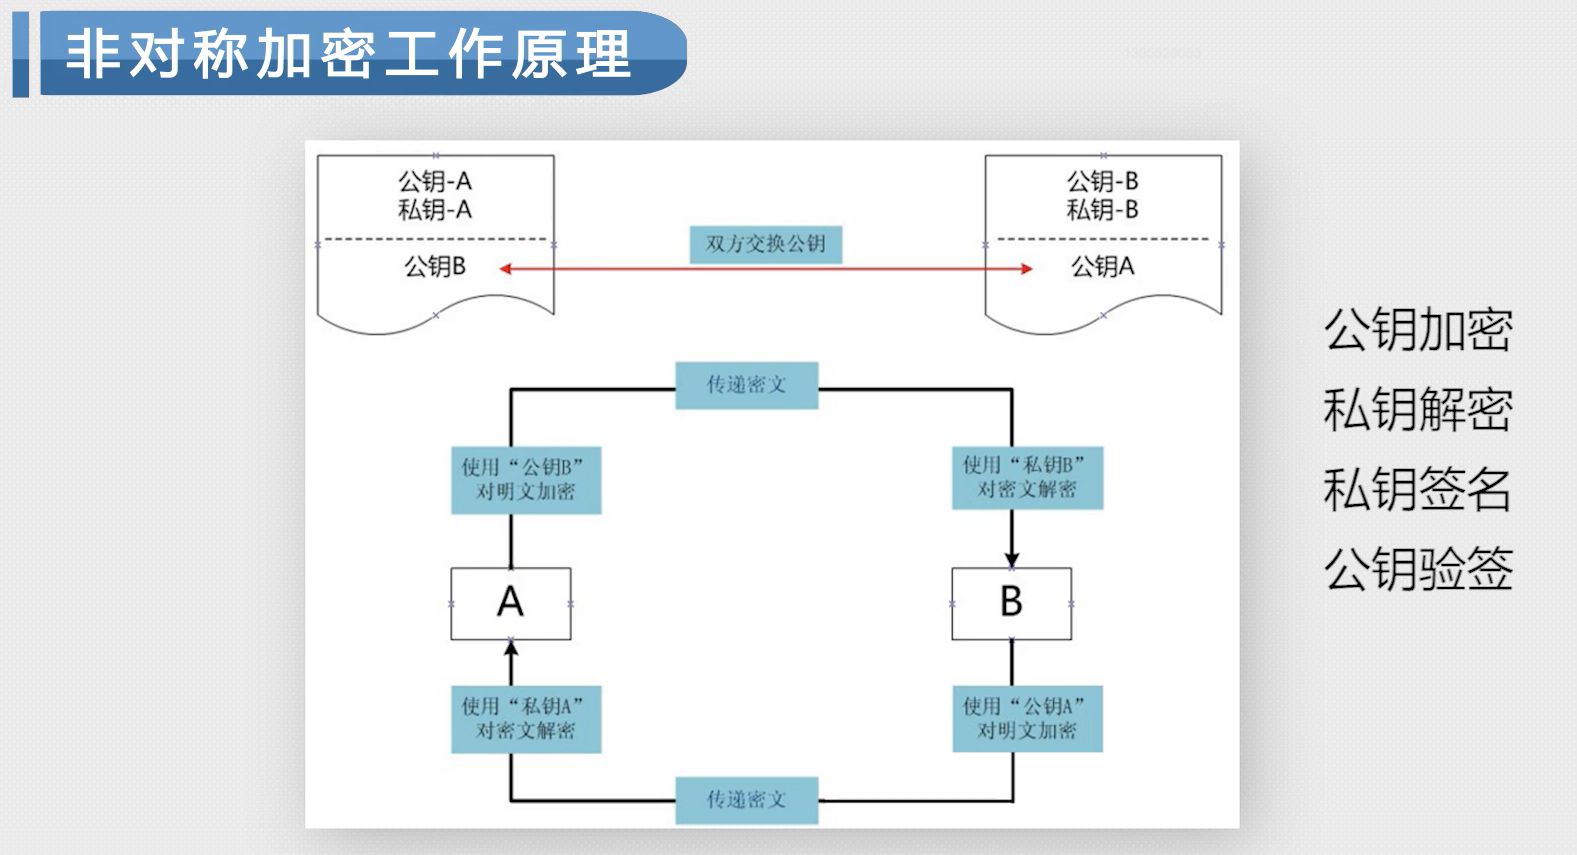 非对称加密工作原理
公钥-A
私钥-A
公钥B
双方交换公钥
公钥-B
私钥-B
公钥A
传递密文
使用“公钥B”
对明文加密
使用“私钥B”
对密文解密
A
B
使用“私钥A”
对密文解密
使用“公钥A”
对明文加密
传递密文
公钥加密
私钥解密
私钥签名
公钥验签